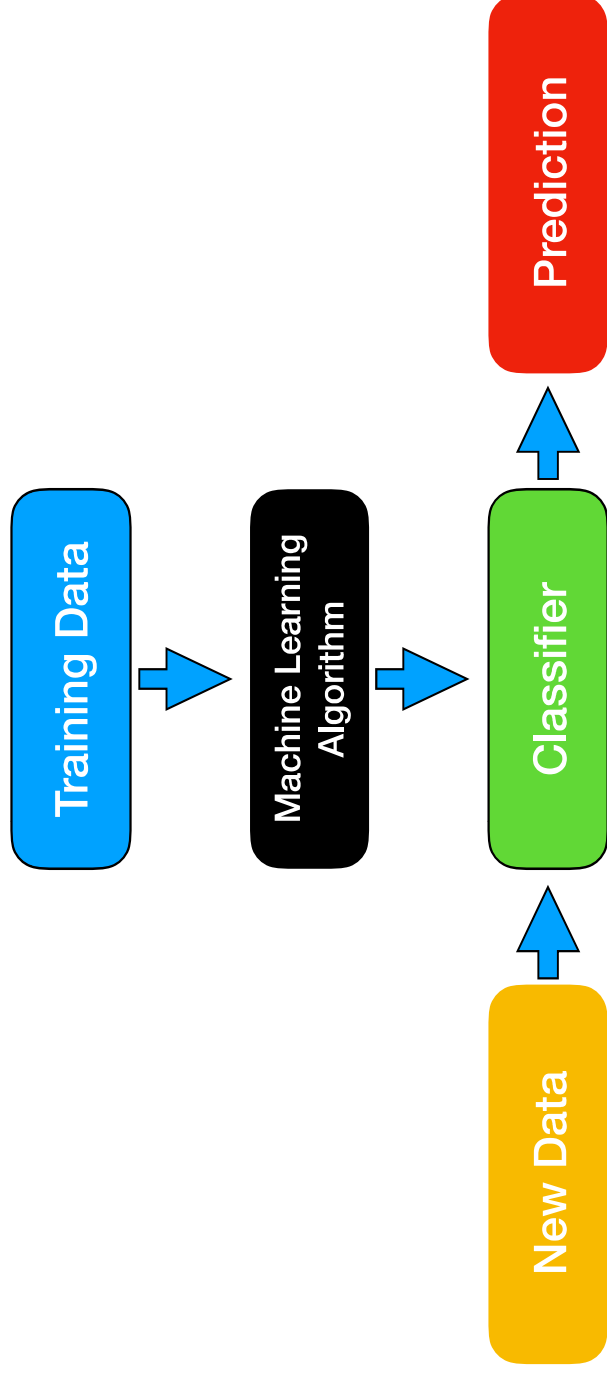 Training Data
Machine Learning
Algorithm
New Data
Classifier
Prediction